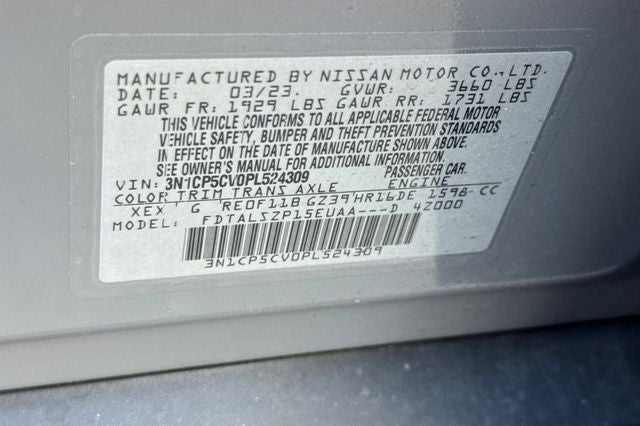 MANUFACTURED BY NISSAN MOTOR CO., LTD.
DATE: 03/23. GVWR: 3660 LBS
GAWR FR: 1929 LBS GAWR RR: 1731 LBS
THIS VEHICLE CONFORMS TO ALL APPLICABLE FEDERAL MOTOR
VEHICLE SAFETY, BUMPER AND THEFT PREVENTION STANDARDS
IN EFFECT ON THE DATE OF MANUFACTURE SHOWN ABOVE.
SEE OWNER'S MANUAL FOR ADDITIONAL INFORMATION
VIN: 3N1CP5CV0PL524309 PASSENGER CAR.
COLOR TRIM TRANS AXLE ENGINE
XEX G RE0F11B GZ39 HR16DE 1598 CC
MODEL: FDTALSZP15EUAA---D 42000
3N1CP5CV0PL524309